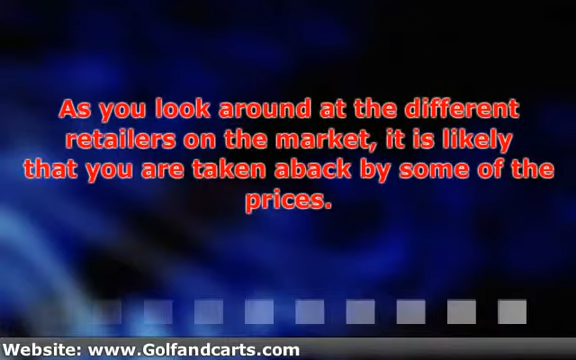 As you look around at the different
retailers on the market, it is likely
that you are taken aback by some of the
prices.
Website: www.Golfandcarts.com